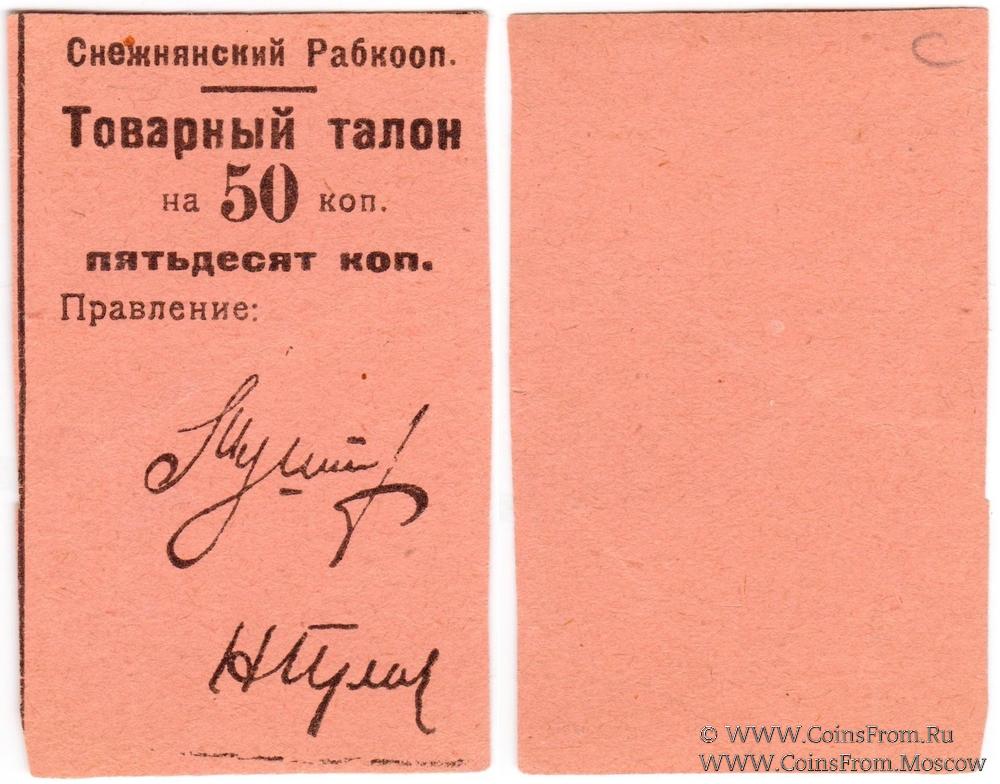 Снежнянский Рабкооп.
Товарный талон
на 50 коп.
пятьдесят коп.
Правление:
С
© WWW.CoinsFrom.Ru
WWW.CoinsFrom.Moscow